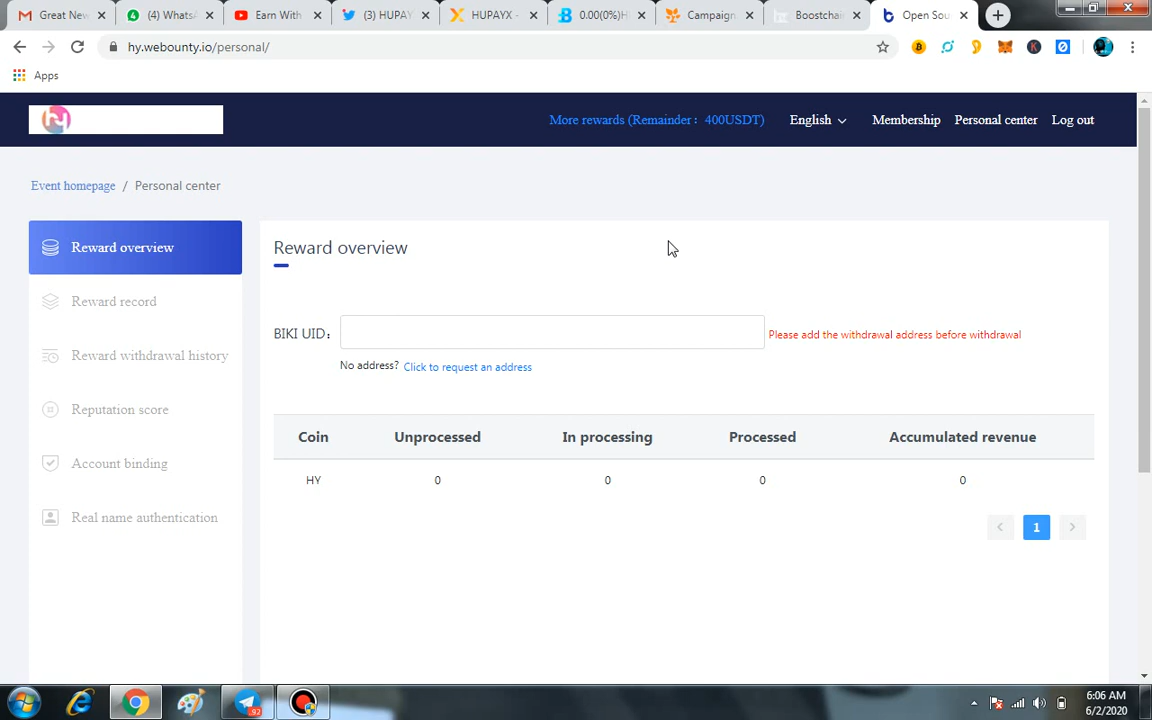 Great New
(4) WhatsA
Earn With
(3) HUPAY
HUPAYX -
0.00(0%)H
Campaign
Boostchain
Open Sou
hy.webounty.io/personal/
Apps
hy
More rewards (Remainder：400USDT)
English
Membership
Personal center
Log out
Event homepage / Personal center
Reward overview
Reward record
Reward withdrawal history
Reputation score
Account binding
Real name authentication
Reward overview
BIKI UID：
Please add the withdrawal address before withdrawal
No address? Click to request an address
Coin Unprocessed In processing Processed Accumulated revenue
HY 0 0 0 0
1
92
6:06 AM
6/2/2020